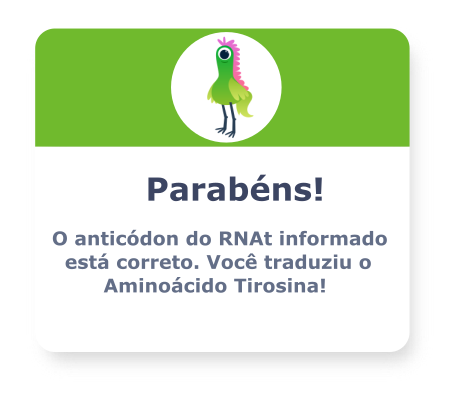 Parabéns!
O anticódon do RNAt informado
está correto. Você traduziu o
Aminoácido Tirosina!